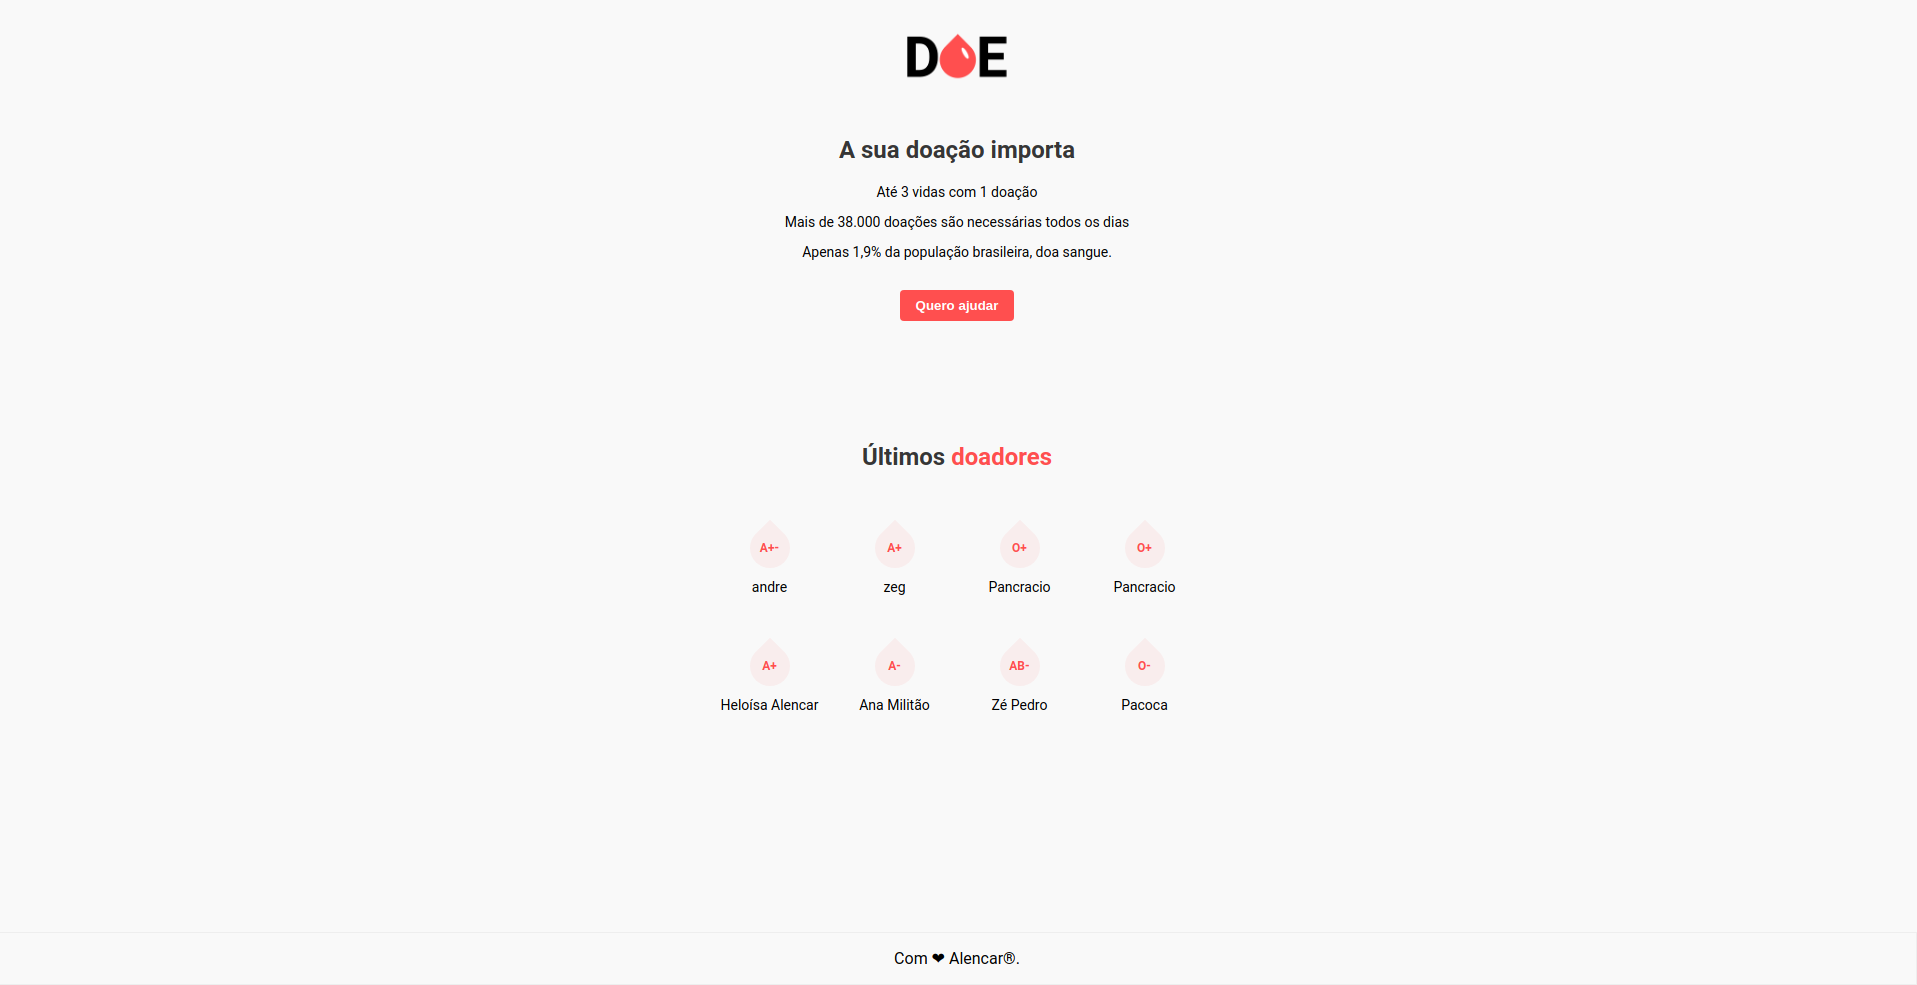 DOE
A sua doação importa
Até 3 vidas com 1 doação
Mais de 38.000 doações são necessárias todos os dias
Apenas 1,9% da população brasileira, doa sangue.
Quero ajudar
Últimos doadores
A+- A+ O+ O+
andre zeg Pancracio Pancracio
A+ A- AB- O-
Heloísa Alencar Ana Militão Zé Pedro Pacoca
Com ❤ Alencar®.